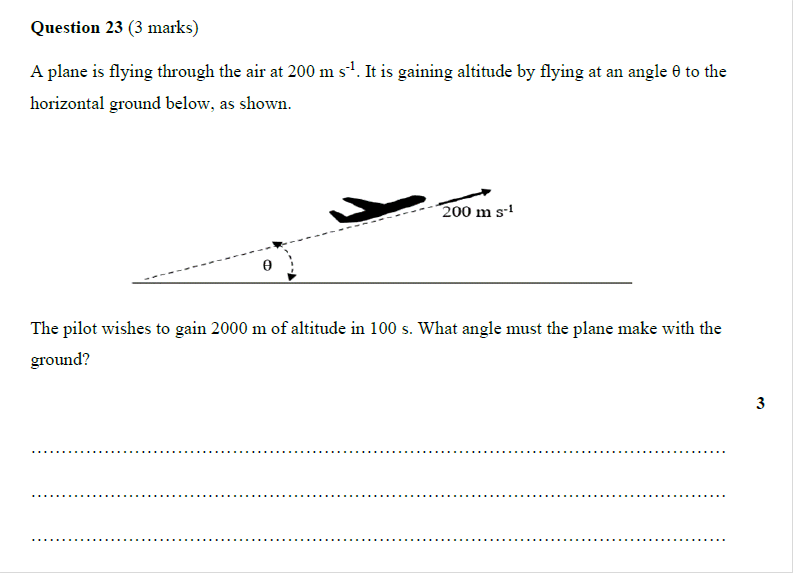 Question 23 (3 marks)
A plane is flying through the air at 200 m s⁻¹. It is gaining altitude by flying at an angle θ to the
horizontal ground below, as shown.
200 m s⁻¹
θ
The pilot wishes to gain 2000 m of altitude in 100 s. What angle must the plane make with the
ground?
3